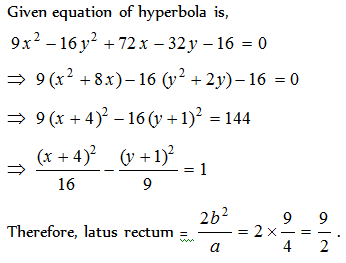 Given equation of hyperbola is,
9x² – 16y² + 72x – 32y – 16 = 0
⇒ 9(x² + 8x) – 16 (y² + 2y) – 16 = 0
⇒ 9(x + 4)² – 16(y + 1)² = 144
⇒ (x + 4)²/16 – (y + 1)²/9 = 1
Therefore, latus rectum = 2b²/a = 2 × 9/4 = 9/2 .